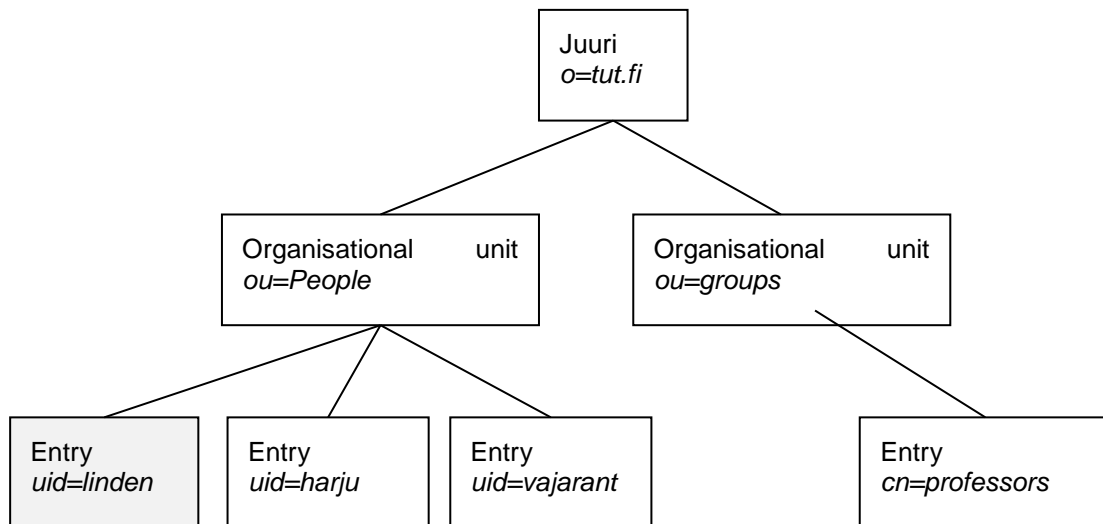 Juuri
o=tut.fi
Organisational unit
ou=People
Organisational unit
ou=groups
Entry
uid=linden
Entry
uid=harju
Entry
uid=vajarant
Entry
cn=professors